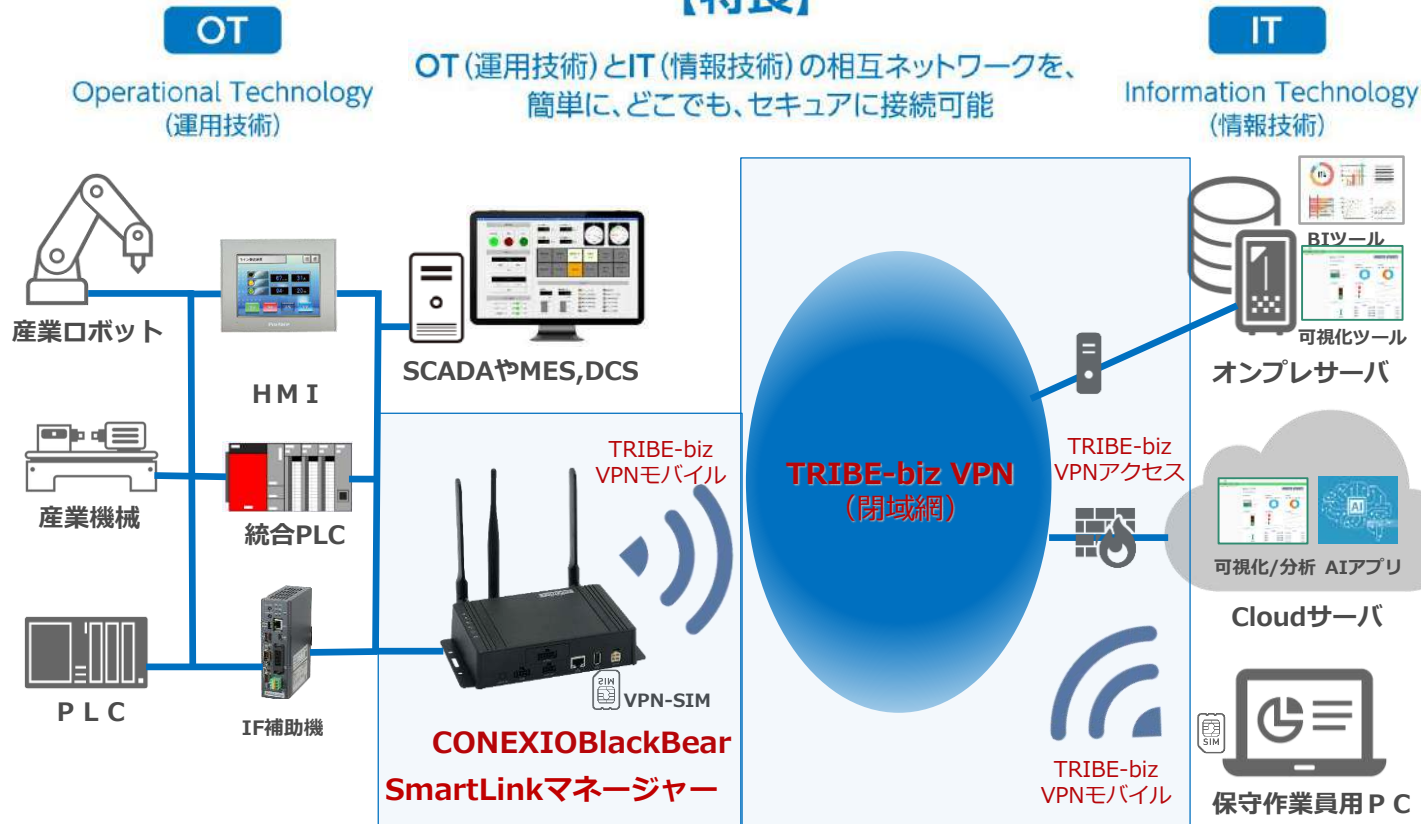 【特長】
OT
IT
OT(運用技術)とIT(情報技術)の相互ネットワークを、
簡単に、どこでも、セキュアに接続可能
Operational Technology
(運用技術)
Information Technology
(情報技術)
産業ロボット
HMI
SCADAやMES,DCS
BIツール
可視化ツール
オンプレサーバ
産業機械
統合PLC
TRIBE-biz
VPNモバイル
TRIBE-biz VPN
(閉域網)
TRIBE-biz
VPNアクセス
AI
可視化/分析 AIアプリ
Cloudサーバ
PLC
IF補助機
SIM
VPN-SIM
CONEXIOBlackBear
SmartLinkマネージャー
TRIBE-biz
VPNモバイル
SIM
保守作業員用PC